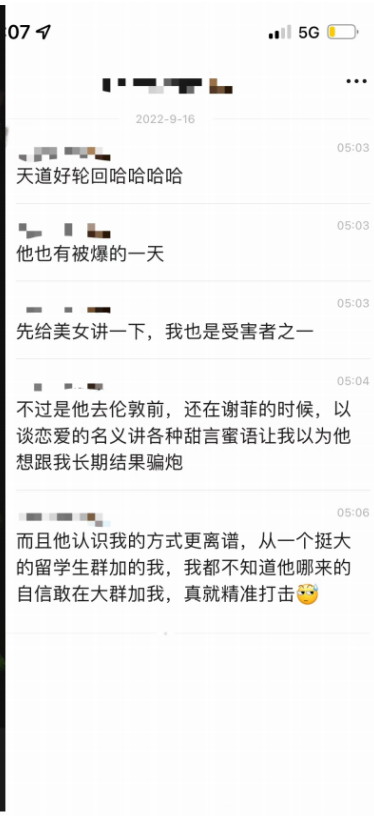 :07
5G
2022-9-16
05:03
天道好轮回哈哈哈哈
05:03
他也有被爆的一天
05:03
先给美女讲一下，我也是受害者之一
05:04
不过是他去伦敦前，还在谢菲的时候，以
谈恋爱的名义讲各种甜言蜜语让我以为他
想跟我长期结果骗炮
05:06
而且他认识我的方式更离谱，从一个挺大
的留学生群加的我，我都不知道他哪来的
自信敢在大群加我，真就精准打击